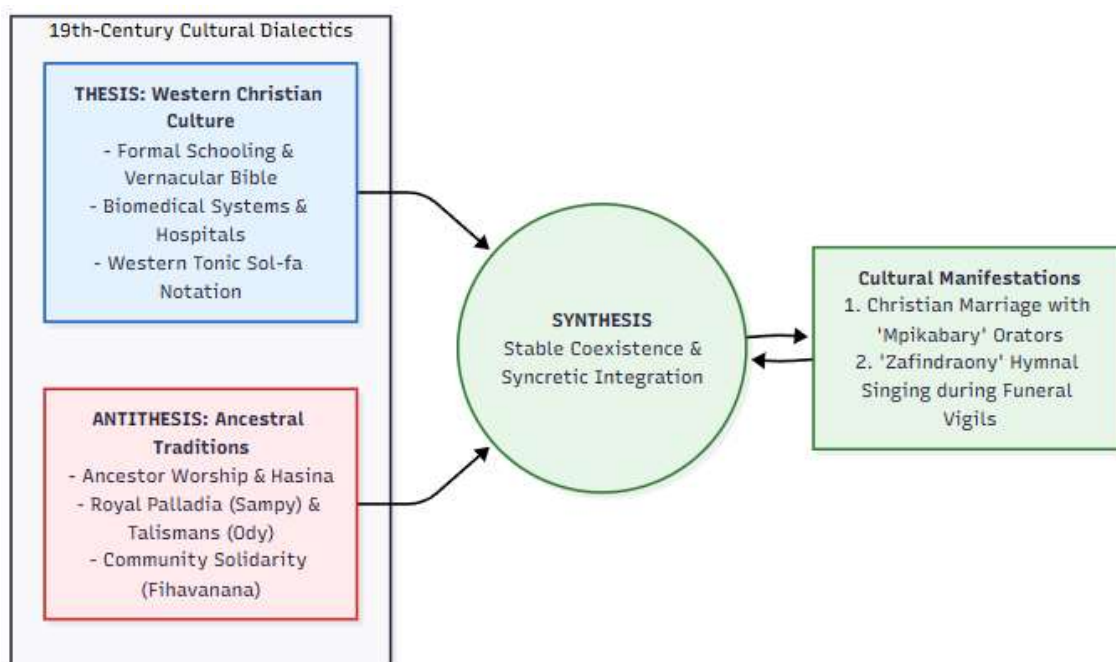 19th-Century Cultural Dialectics
THESIS: Western Christian
Culture
- Formal Schooling &
Vernacular Bible
- Biomedical Systems &
Hospitals
- Western Tonic Sol-fa
Notation
ANTITHESIS: Ancestral
Traditions
- Ancestor Worship & Hasina
- Royal Palladia (Sampy) &
Talismans (Ody)
- Community Solidarity
(Fihavanana)
SYNTHESIS
Stable Coexistence &
Syncretic Integration
Cultural Manifestations
1. Christian Marriage with
'Mpikabary' Orators
2. 'Zafindraony' Hymnal
Singing during Funeral
Vigils